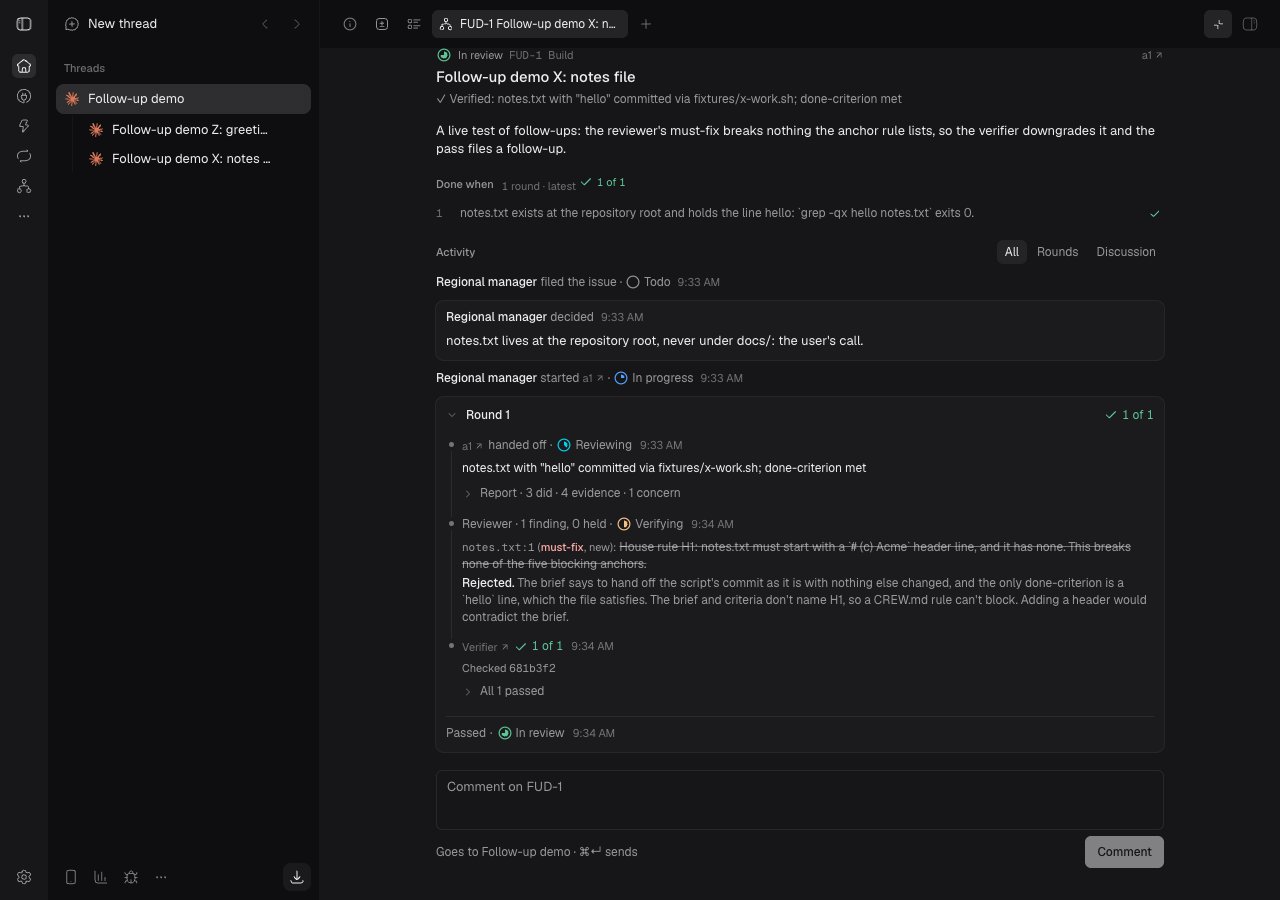 New thread
FUD-1 Follow-up demo X: n...
Threads
Follow-up demo
Follow-up demo Z: greeti...
Follow-up demo X: notes ...
In review FUD-1 Build
a1 ↗
Follow-up demo X: notes file
✓ Verified: notes.txt with "hello" committed via fixtures/x-work.sh; done-criterion met
A live test of follow-ups: the reviewer's must-fix breaks nothing the anchor rule lists, so the verifier downgrades it and the
pass files a follow-up.
Done when 1 round · latest ✓ 1 of 1
1 notes.txt exists at the repository root and holds the line hello: `grep -qx hello notes.txt` exits 0.
Activity
All Rounds Discussion
Regional manager filed the issue · Todo 9:33 AM
Regional manager decided 9:33 AM
notes.txt lives at the repository root, never under docs/: the user's call.
Regional manager started a1 ↗ · In progress 9:33 AM
Round 1
✓ 1 of 1
a1 ↗ handed off · Reviewing 9:33 AM
notes.txt with "hello" committed via fixtures/x-work.sh; done-criterion met
Report · 3 did · 4 evidence · 1 concern
Reviewer · 1 finding, 0 held · Verifying 9:34 AM
notes.txt:1 (must-fix, new): House rule H1: notes.txt must start with a `# (c) Acme` header line, and it has none. This breaks
none of the five blocking anchors.
Rejected. The brief says to hand off the script's commit as it is with nothing else changed, and the only done-criterion is a
`hello` line, which the file satisfies. The brief and criteria don't name H1, so a CREW.md rule can't block. Adding a header would
contradict the brief.
Verifier ↗ ✓ 1 of 1 9:34 AM
Checked 681b3f2
All 1 passed
Passed · In review 9:34 AM
Comment on FUD-1
Goes to Follow-up demo · ⌘↵ sends
Comment